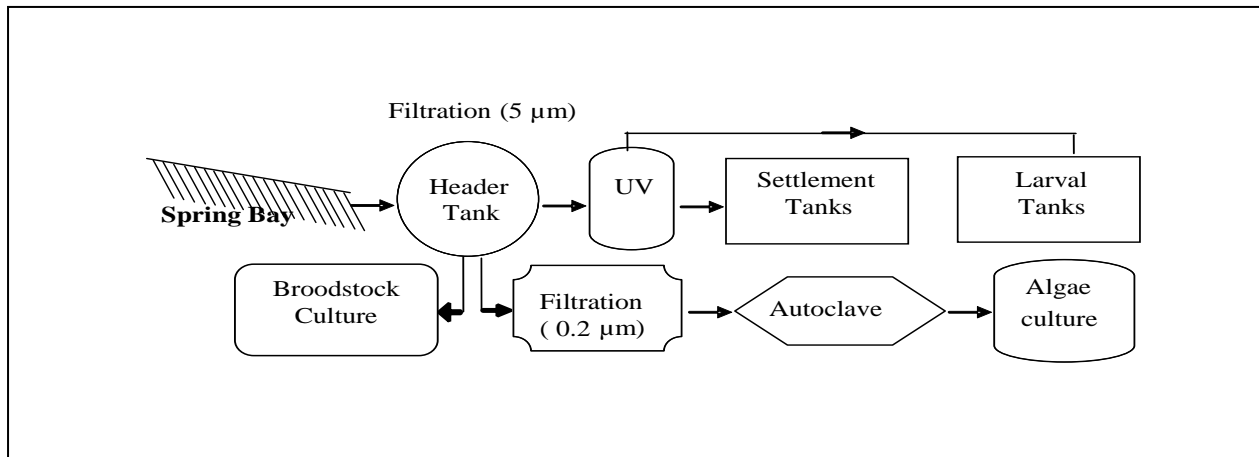 Filtration (5 µm)
Spring Bay
Header
Tank
UV
Settlement
Tanks
Larval
Tanks
Broodstock
Culture
Filtration
( 0.2 µm)
Autoclave
Algae
culture